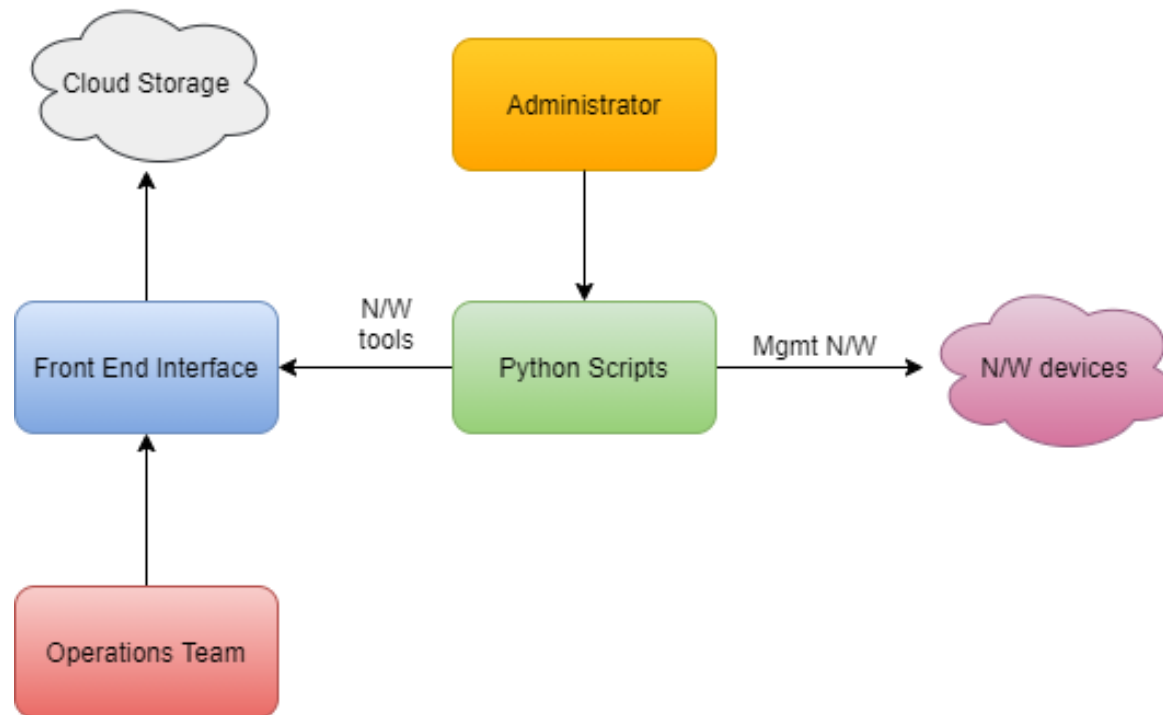 Cloud Storage
Administrator
N/W
tools
Front End Interface
Python Scripts
Mgmt N/W
N/W devices
Operations Team